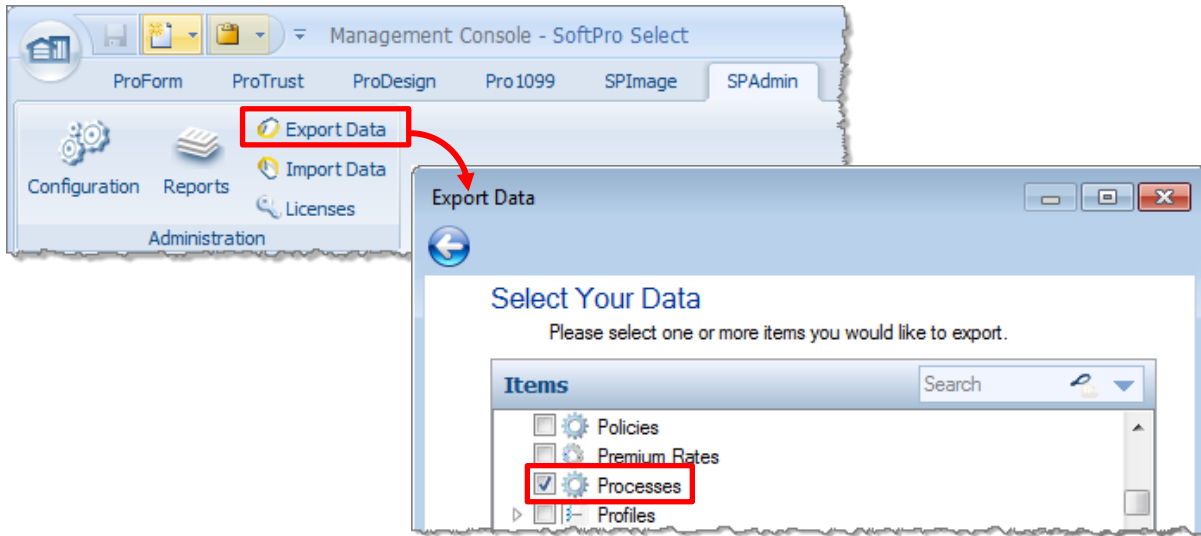 Management Console - SoftPro Select
ProForm ProTrust ProDesign Pro1099 SPImage SPAdmin
Export Data
Import Data
Configuration Reports
Licenses
Administration
Export Data
Select Your Data
Please select one or more items you would like to export.
Items Search
Policies
Premium Rates
Processes
Profiles